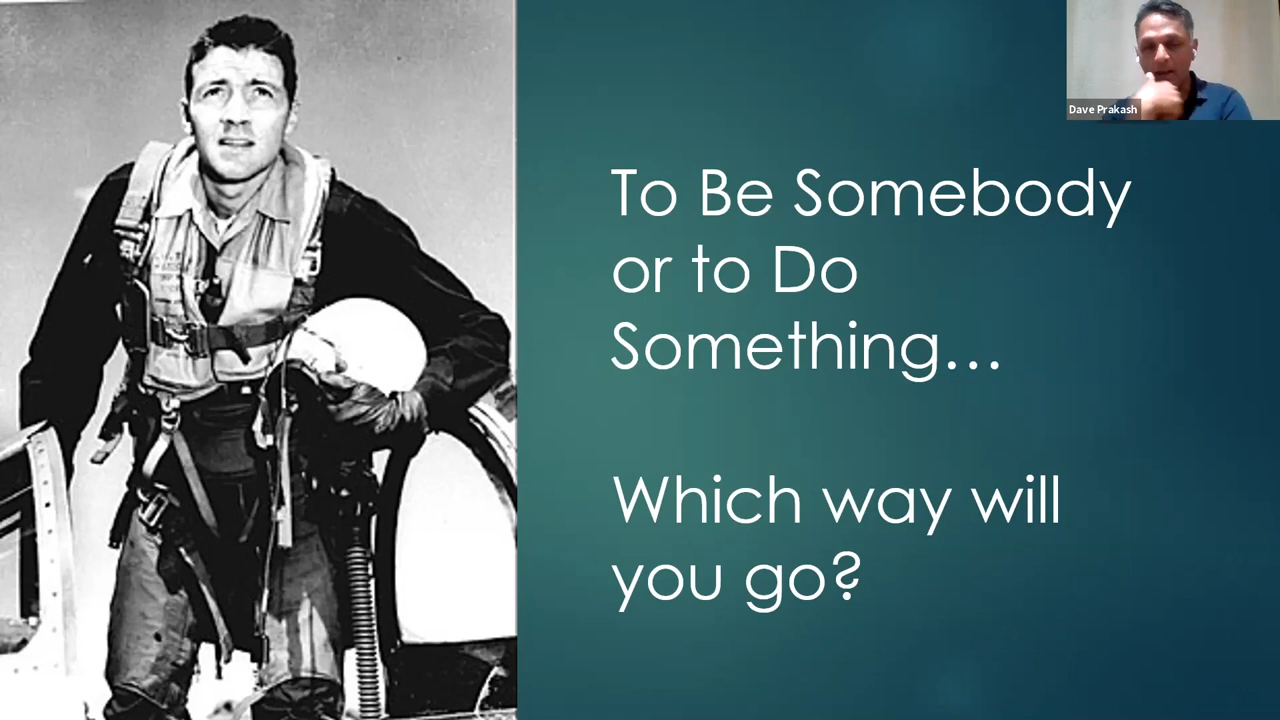 Dave Prakash
To Be Somebody
or to Do
Something...
Which way will
you go?